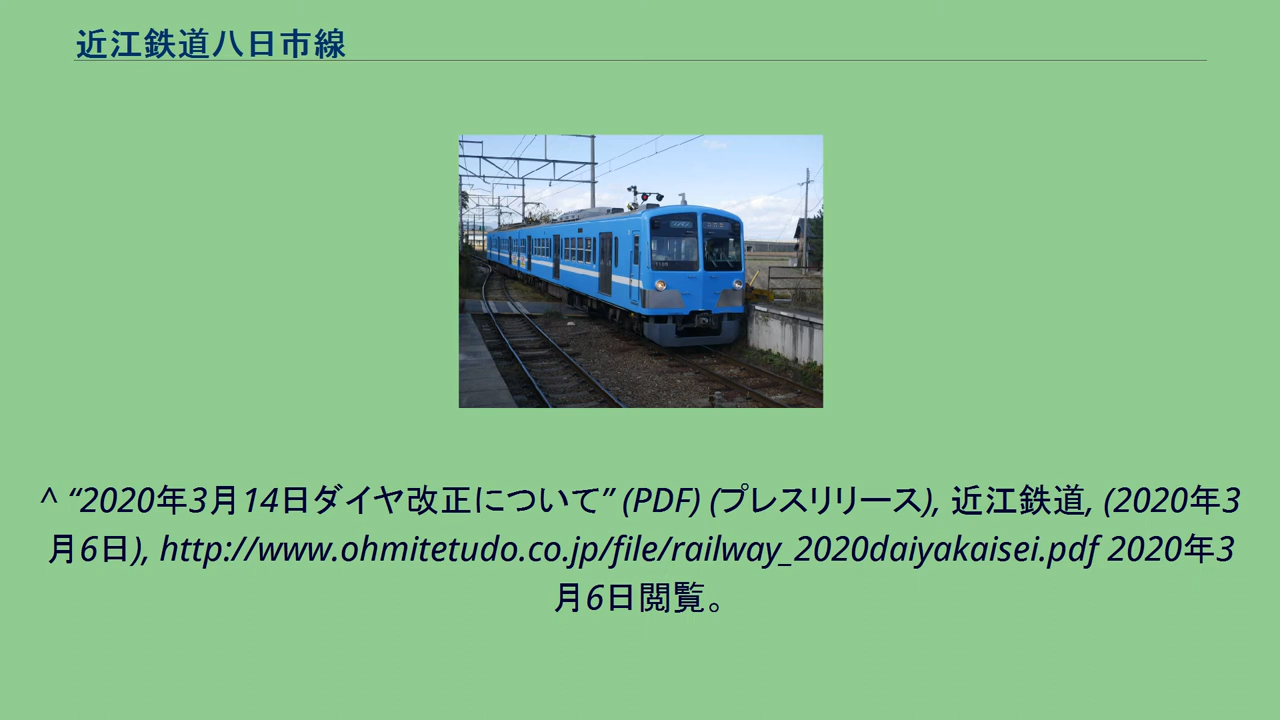 近江鉄道八日市線
^ “2020年3月14日ダイヤ改正について” (PDF) (プレスリリース), 近江鉄道, (2020年3
月6日), http://www.ohmitetudo.co.jp/file/railway_2020daiyakaisei.pdf 2020年3
月6日閲覧。